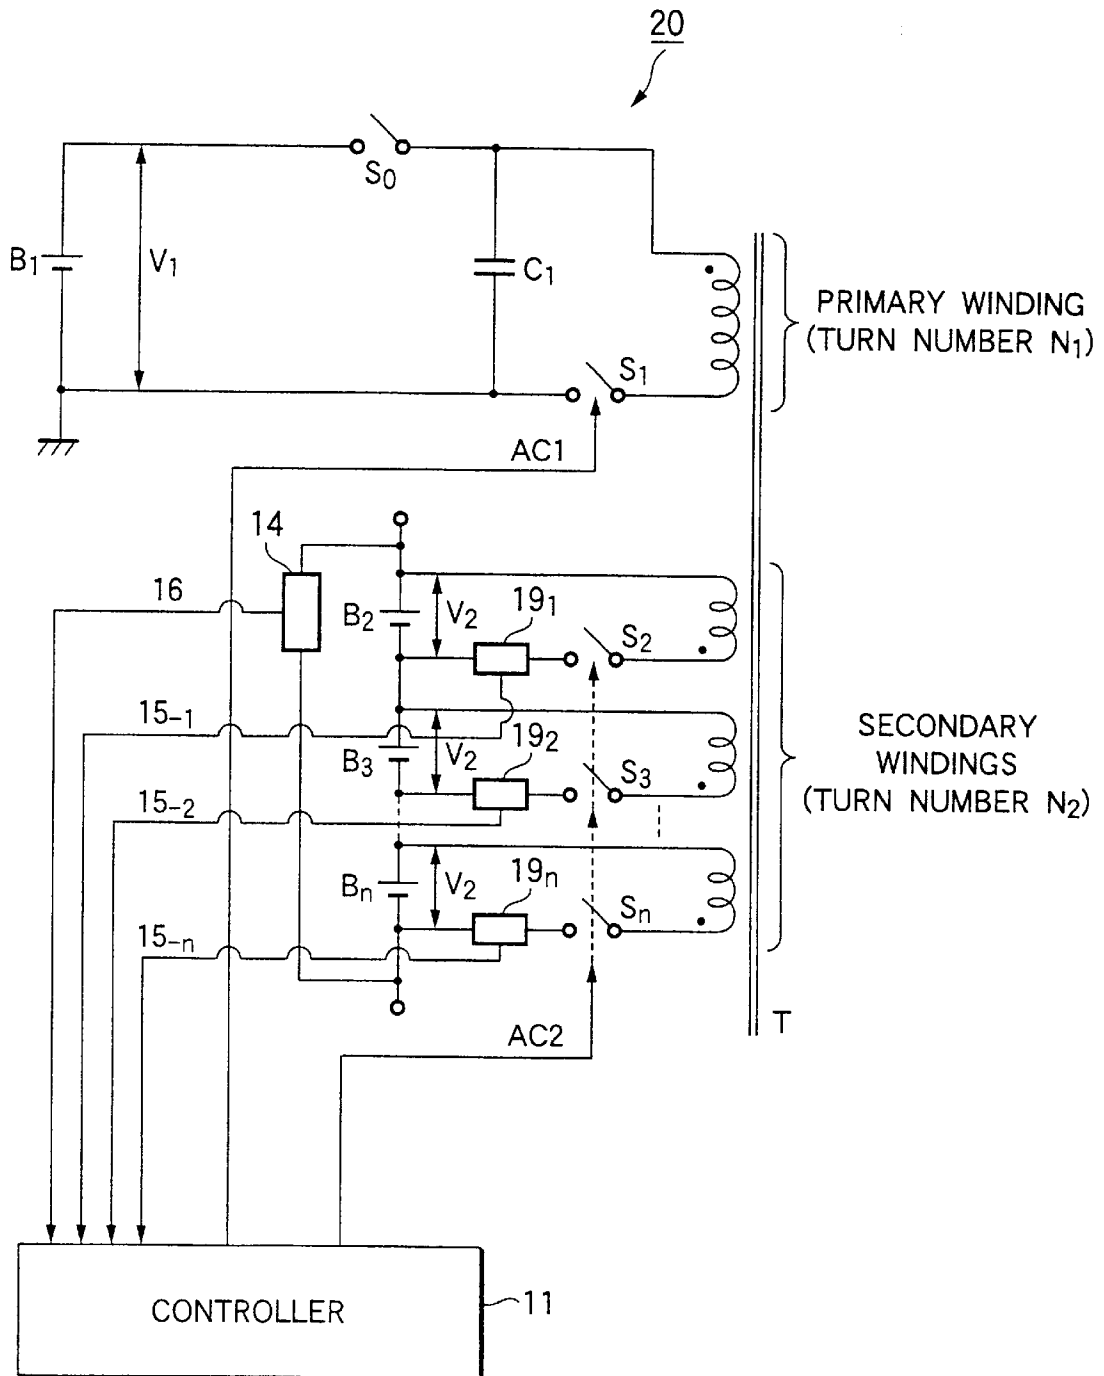 20
S0
B1
V1
C1
PRIMARY WINDING
(TURN NUMBER N1)
S1
AC1
14
16
B2
V2
191
S2
15-1
B3
V2
192
S3
SECONDARY
WINDINGS
(TURN NUMBER N2)
15-2
Bn
V2
19n
Sn
15-n
T
AC2
CONTROLLER
11